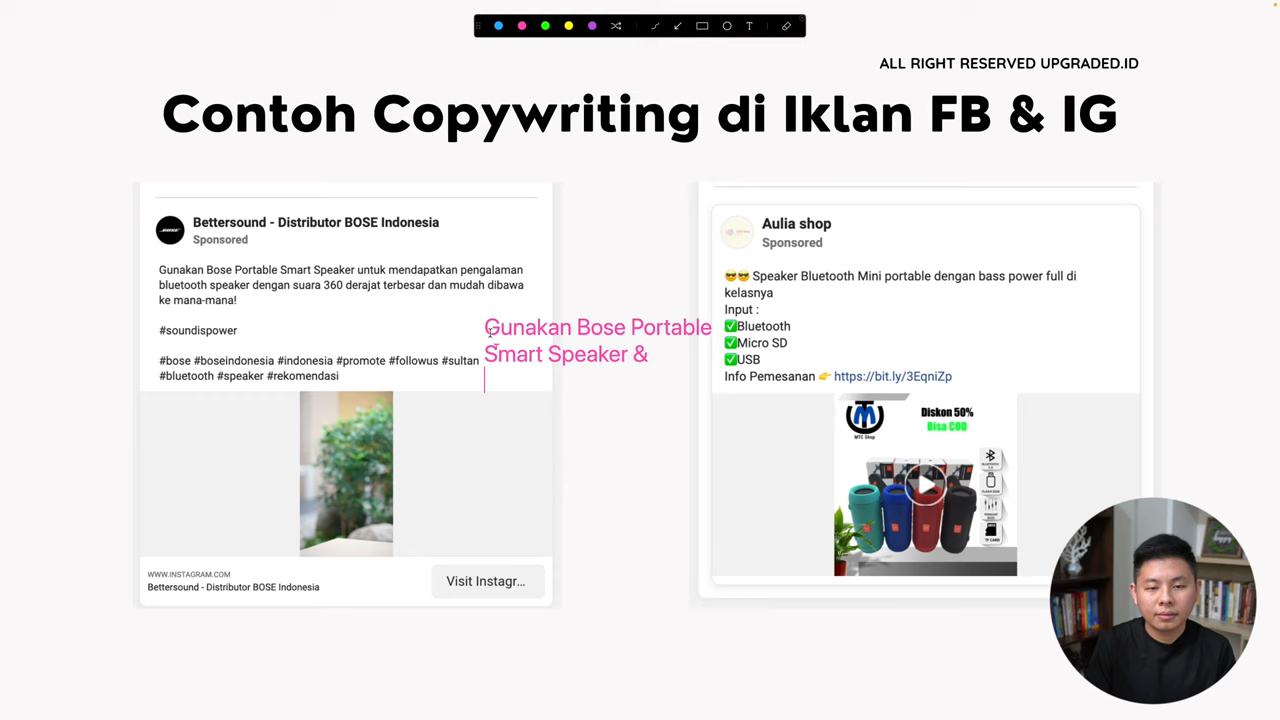 ALL RIGHT RESERVED UPGRADED.ID
Contoh Copywriting di Iklan FB & IG
Bettersound - Distributor BOSE Indonesia
Sponsored
Gunakan Bose Portable Smart Speaker untuk mendapatkan pengalaman
bluetooth speaker dengan suara 360 derajat terbesar dan mudah dibawa
ke mana-mana!
#soundispower
#bose #boseindonesia #indonesia #promote #followus #sultan
#bluetooth #speaker #rekomendasi
WWW.INSTAGRAM.COM
Bettersound - Distributor BOSE Indonesia
Visit Instagr...
Gunakan Bose Portable
Smart Speaker &
Aulia shop
Sponsored
😎😎 Speaker Bluetooth Mini portable dengan bass power full di
kelasnya
Input :
✅Bluetooth
✅Micro SD
✅USB
Info Pemesanan 👉 https://bit.ly/3EqniZp
MTC Shop
Diskon 50%
Bisa COD
TF CARD